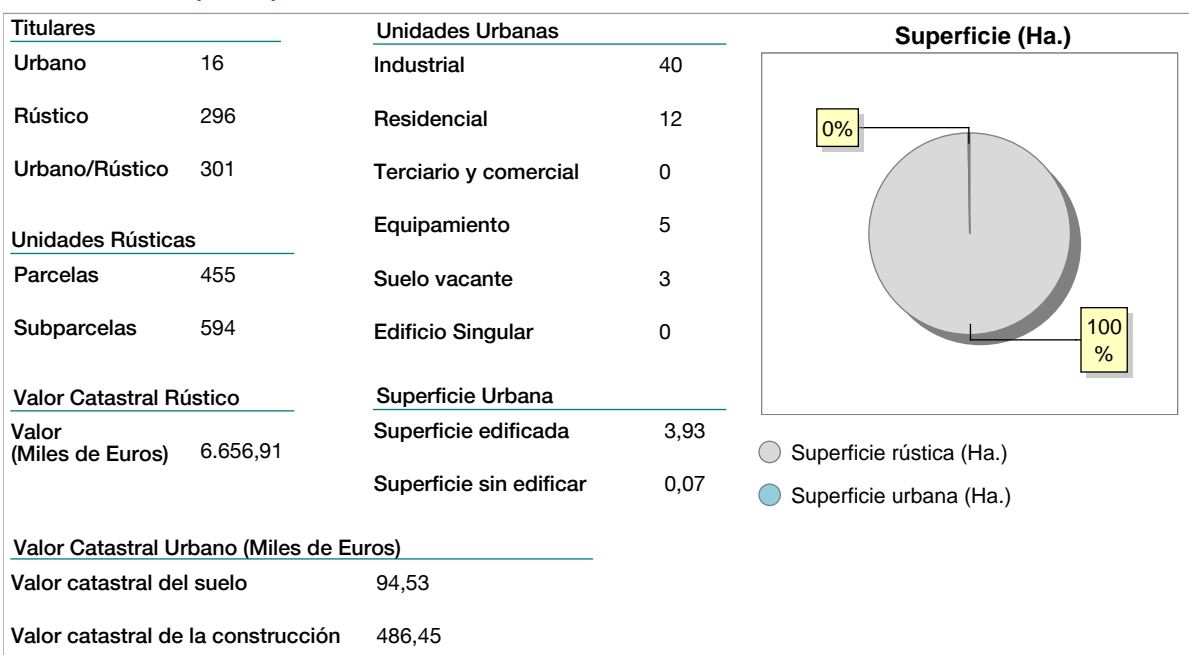 Titulares
Urbano 16
Rústico 296
Urbano/Rústico 301
Unidades Rústicas
Parcelas 455
Subparcelas 594
Valor Catastral Rústico
Valor
(Miles de Euros) 6.656,91
Unidades Urbanas
Industrial 40
Residencial 12
Terciario y comercial 0
Equipamiento 5
Suelo vacante 3
Edificio Singular 0
Superficie Urbana
Superficie edificada 3,93
Superficie sin edificar 0,07
Valor Catastral Urbano (Miles de Euros)
Valor catastral del suelo 94,53
Valor catastral de la construcción 486,45
Superficie (Ha.)
0%
100
%
Superficie rústica (Ha.)
Superficie urbana (Ha.)